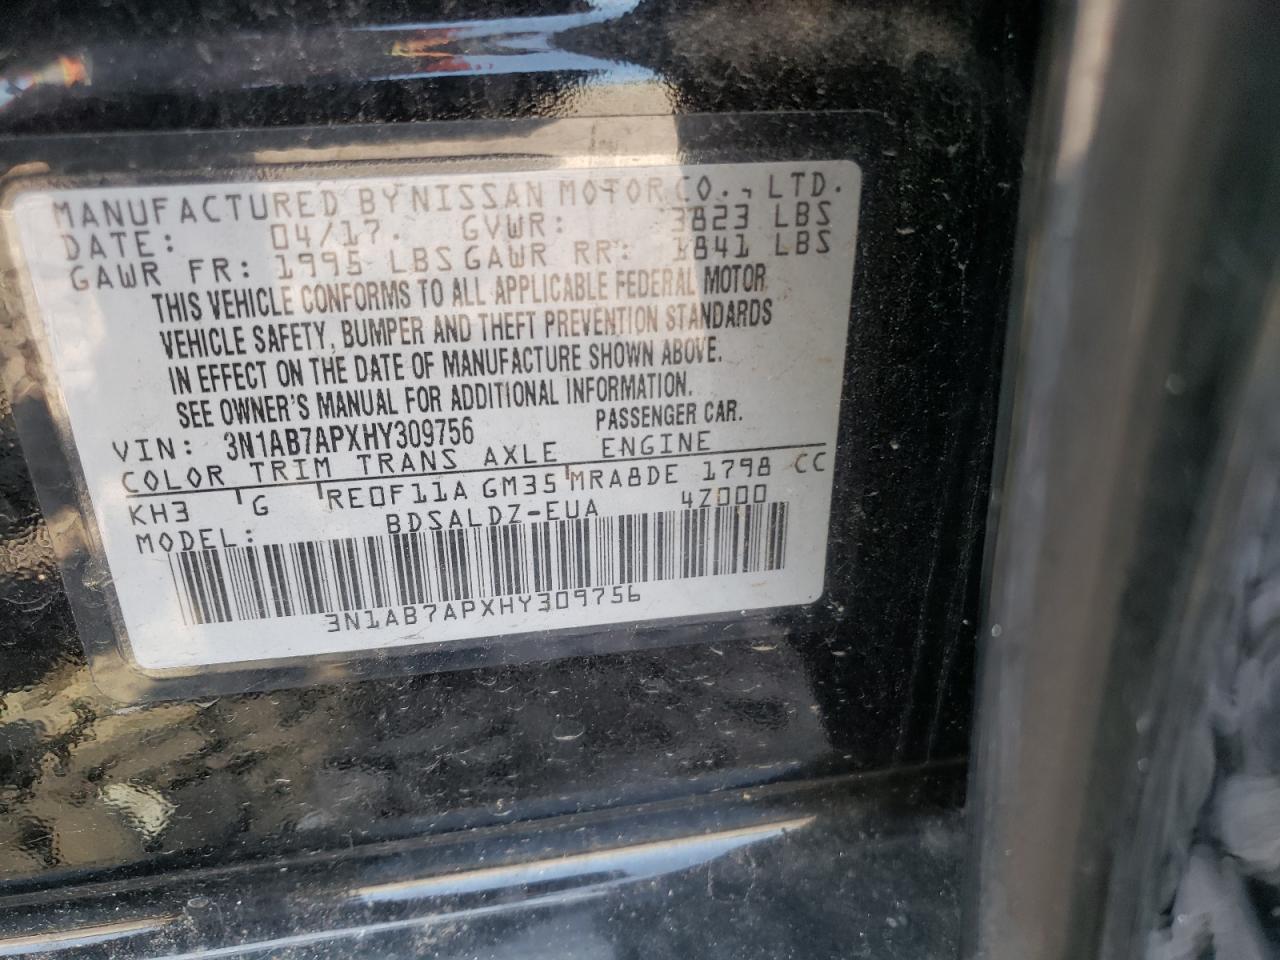 MANUFACTURED BY NISSAN MOTOR CO., LTD.
DATE: 04/17. GVWR: 3823 LBS
GAWR FR: 1995 LBS GAWR RR: 1841 LBS
THIS VEHICLE CONFORMS TO ALL APPLICABLE FEDERAL MOTOR
VEHICLE SAFETY, BUMPER AND THEFT PREVENTION STANDARDS
IN EFFECT ON THE DATE OF MANUFACTURE SHOWN ABOVE.
SEE OWNER'S MANUAL FOR ADDITIONAL INFORMATION.
VIN: 3N1AB7APXHY309756 PASSENGER CAR.
COLOR TRIM TRANS AXLE ENGINE
KH3 G RE0F11A GM35 MRA8DE 1798 CC
MODEL: BDSALDZ-EUA 4Z000
3N1AB7APXHY309756